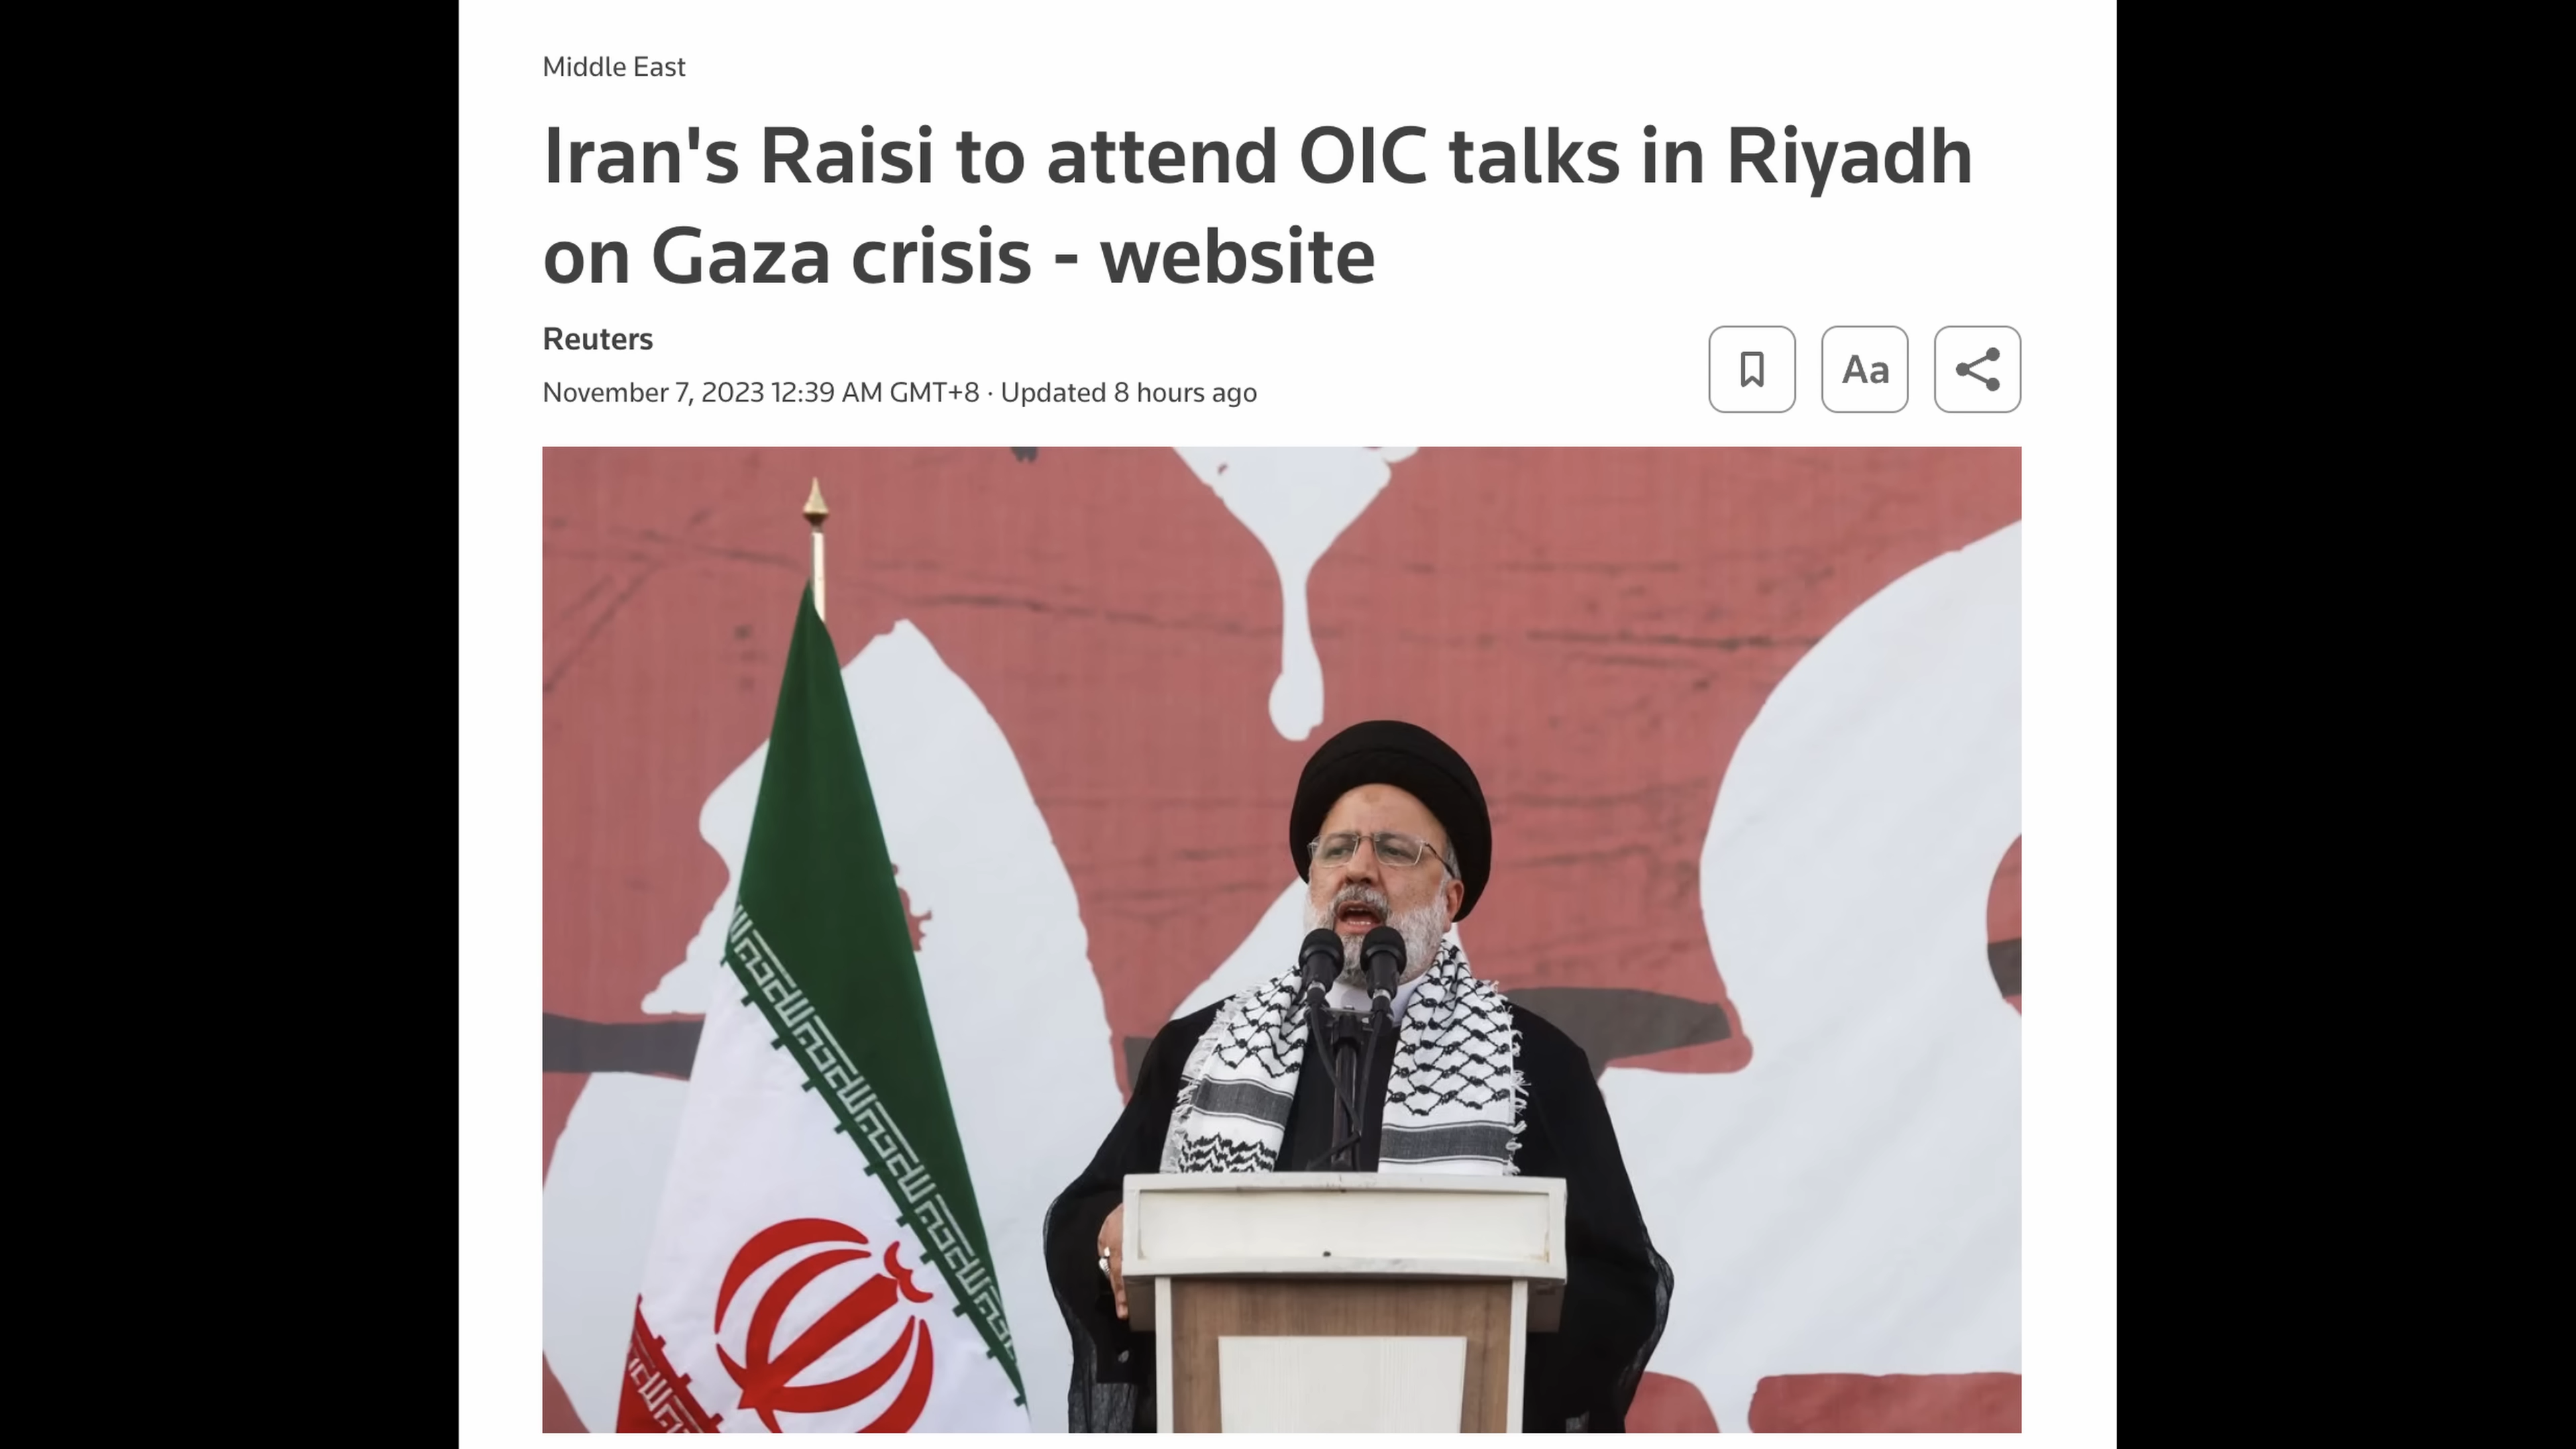 Middle East
Iran's Raisi to attend OIC talks in Riyadh
on Gaza crisis - website
Reuters
November 7, 2023 12:39 AM GMT+8 · Updated 8 hours ago
Aa